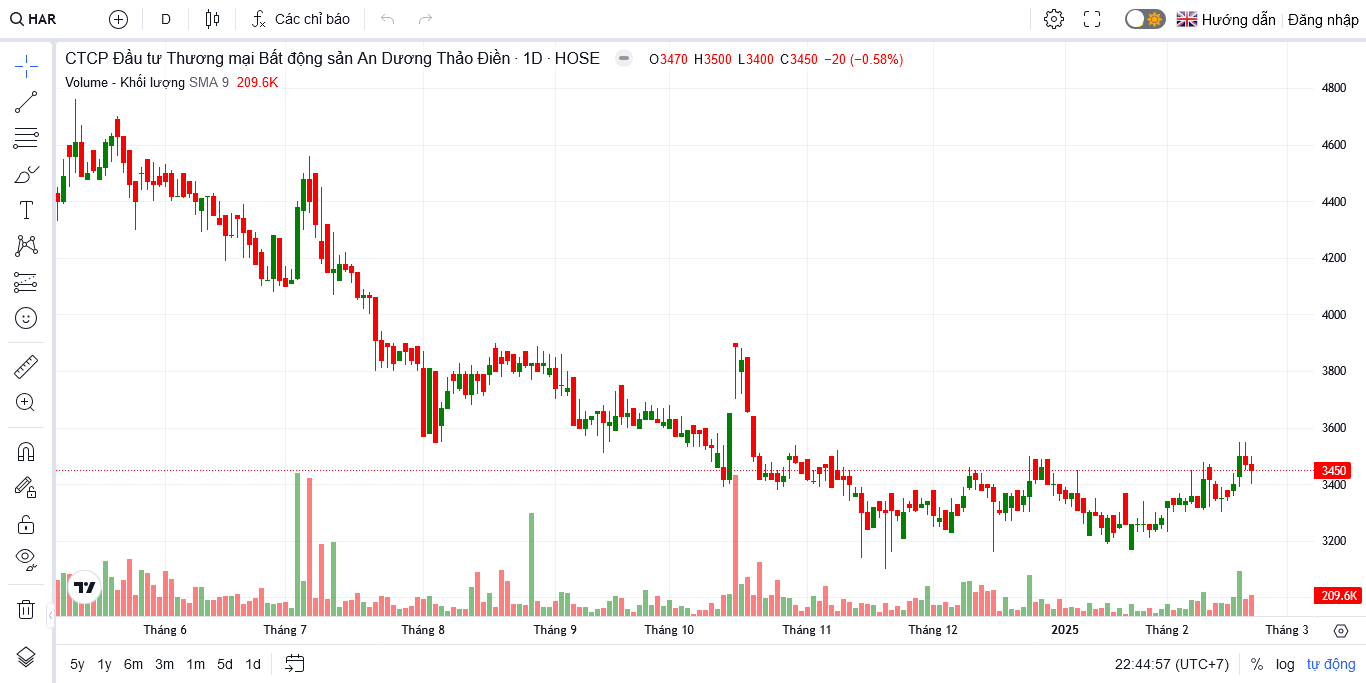 HAR D Các chỉ báo Hướng dẫn Đăng nhập
CTCP Đầu tư Thương mại Bất động sản An Dương Thảo Điền · 1D · HOSE O3470 H3500 L3400 C3450 −20 (−0.58%)
Volume - Khối lượng SMA 9 209.6K
4800
4600
4400
4200
4000
3800
3600
3450
3400
3200
209.6K
Tháng 6 Tháng 7 Tháng 8 Tháng 9 Tháng 10 Tháng 11 Tháng 12 2025 Tháng 2 Tháng 3
5y 1y 6m 3m 1m 5d 1d 22:44:57 (UTC+7) % log tự động